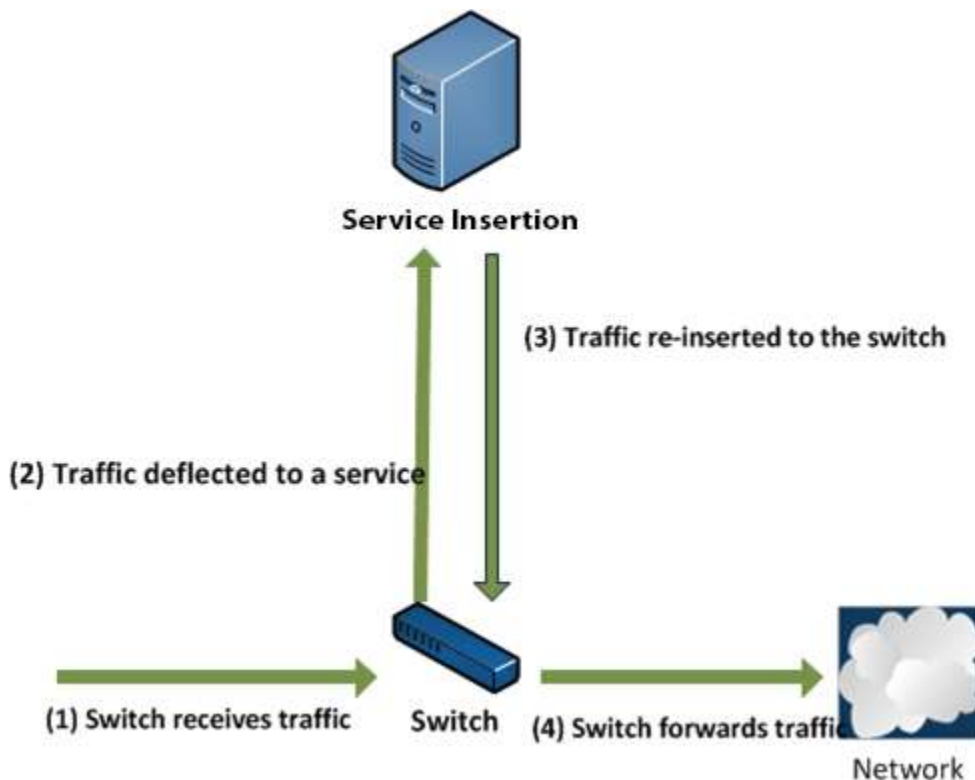 Service Insertion
(3) Traffic re-inserted to the switch
(2) Traffic deflected to a service
(1) Switch receives traffic
Switch
(4) Switch forwards traffic
Network